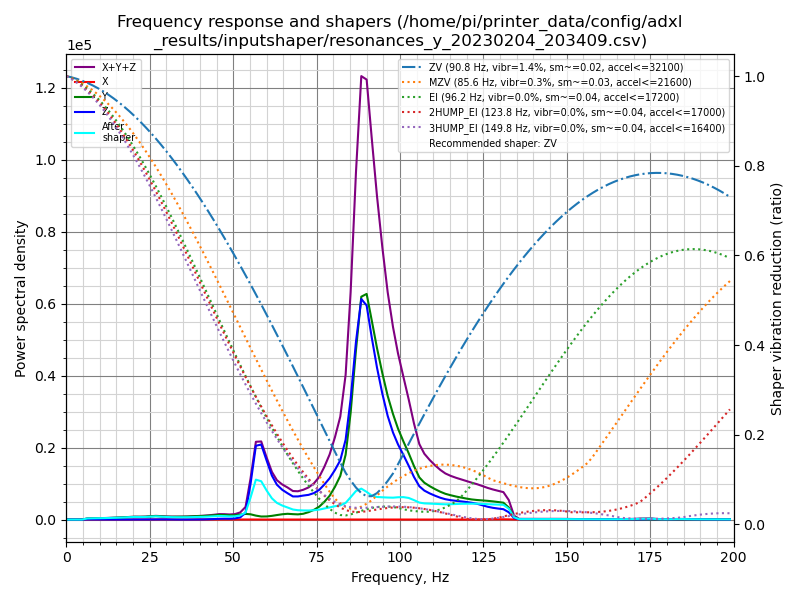 Frequency response and shapers (/home/pi/printer_data/config/adxl
_results/inputshaper/resonances_y_20230204_203409.csv)
1e5
X+Y+Z
X
Y
Z
After
shaper
ZV (90.8 Hz, vibr=1.4%, sm~=0.02, accel<=32100)
MZV (85.6 Hz, vibr=0.3%, sm~=0.03, accel<=21600)
EI (96.2 Hz, vibr=0.0%, sm~=0.04, accel<=17200)
2HUMP_EI (123.8 Hz, vibr=0.0%, sm~=0.04, accel<=17000)
3HUMP_EI (149.8 Hz, vibr=0.0%, sm~=0.04, accel<=16400)
Recommended shaper: ZV
Power spectral density
1.2
1.0
0.8
0.6
0.4
0.2
0.0
1.0
0.8
0.6
0.4
0.2
0.0
Shaper vibration reduction (ratio)
0 25 50 75 100 125 150 175 200
Frequency, Hz